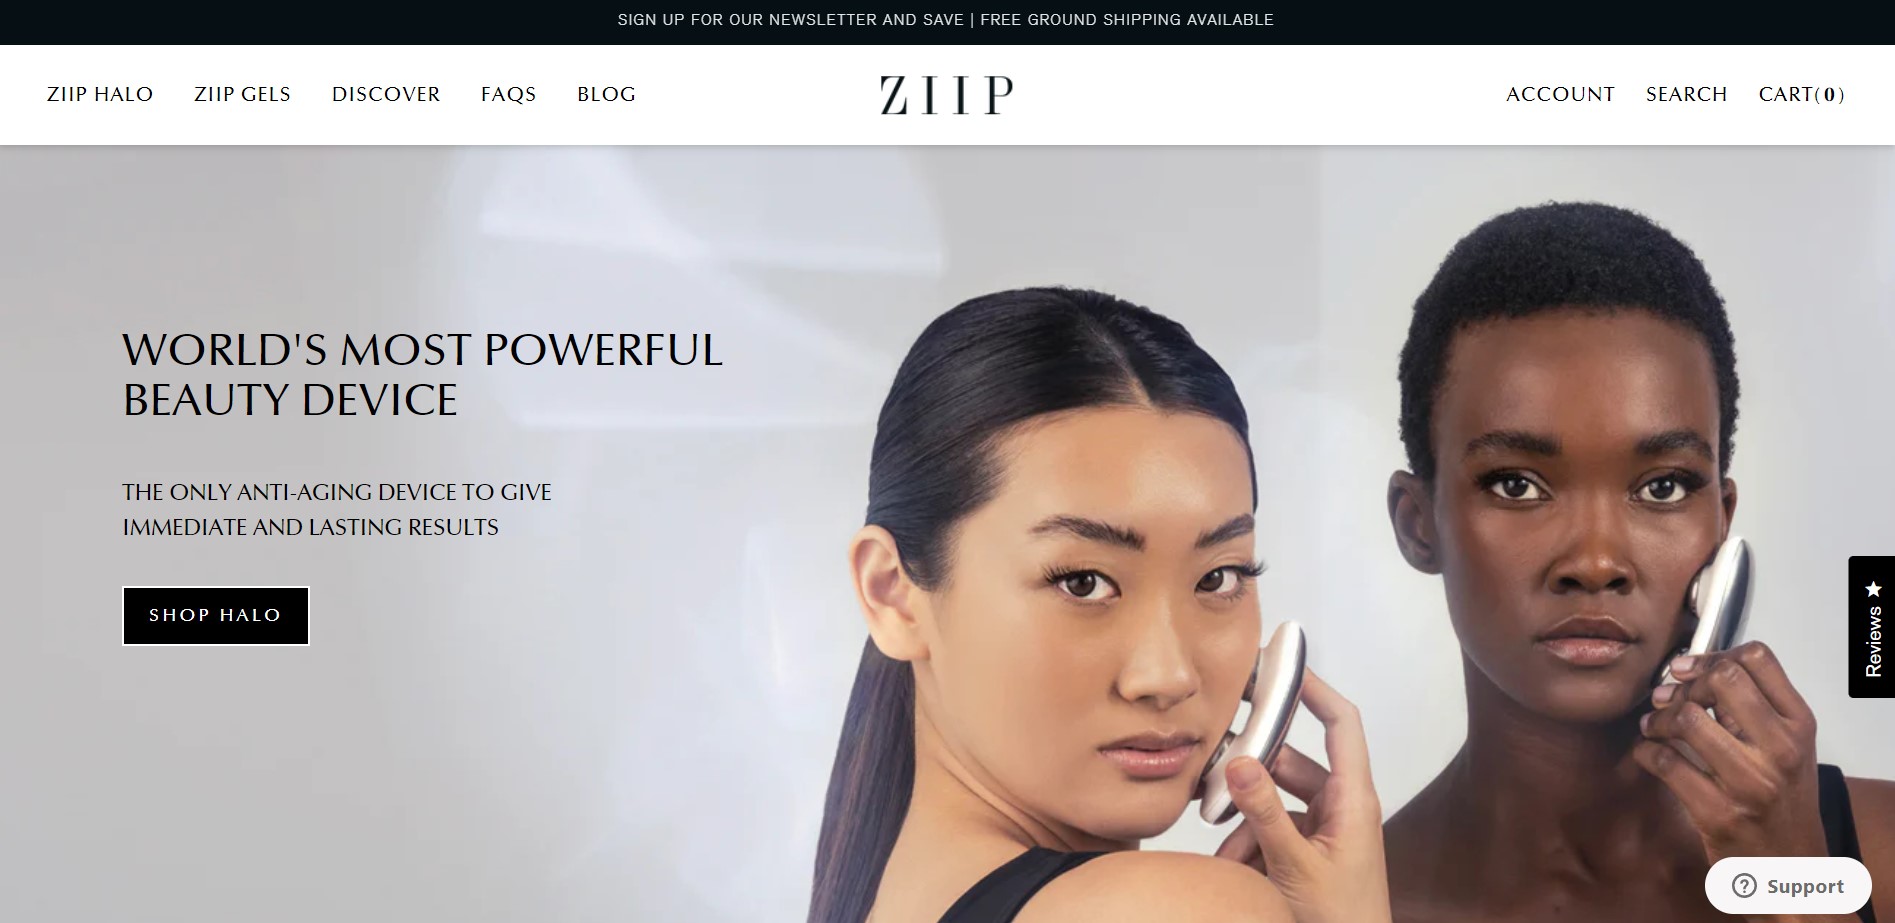 SIGN UP FOR OUR NEWSLETTER AND SAVE | FREE GROUND SHIPPING AVAILABLE
ZIIP HALO ZIIP GELS DISCOVER FAQS BLOG ZIIP ACCOUNT SEARCH CART(0)
WORLD'S MOST POWERFUL
BEAUTY DEVICE
THE ONLY ANTI-AGING DEVICE TO GIVE
IMMEDIATE AND LASTING RESULTS
SHOP HALO
Reviews
Support